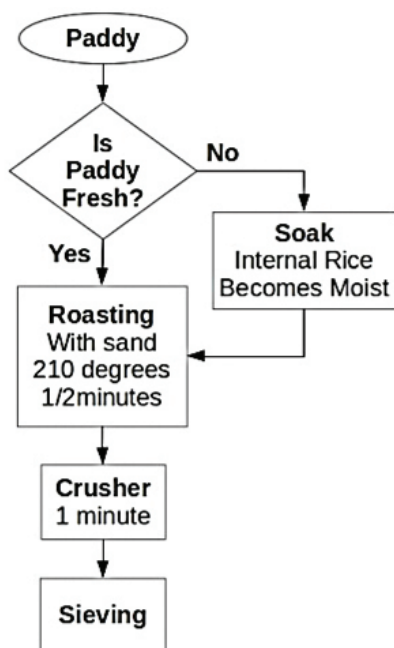 Paddy
Is
Paddy
Fresh?
No
Yes
Soak
Internal Rice
Becomes Moist
Roasting
With sand
210 degrees
1/2minutes
Crusher
1 minute
Sieving